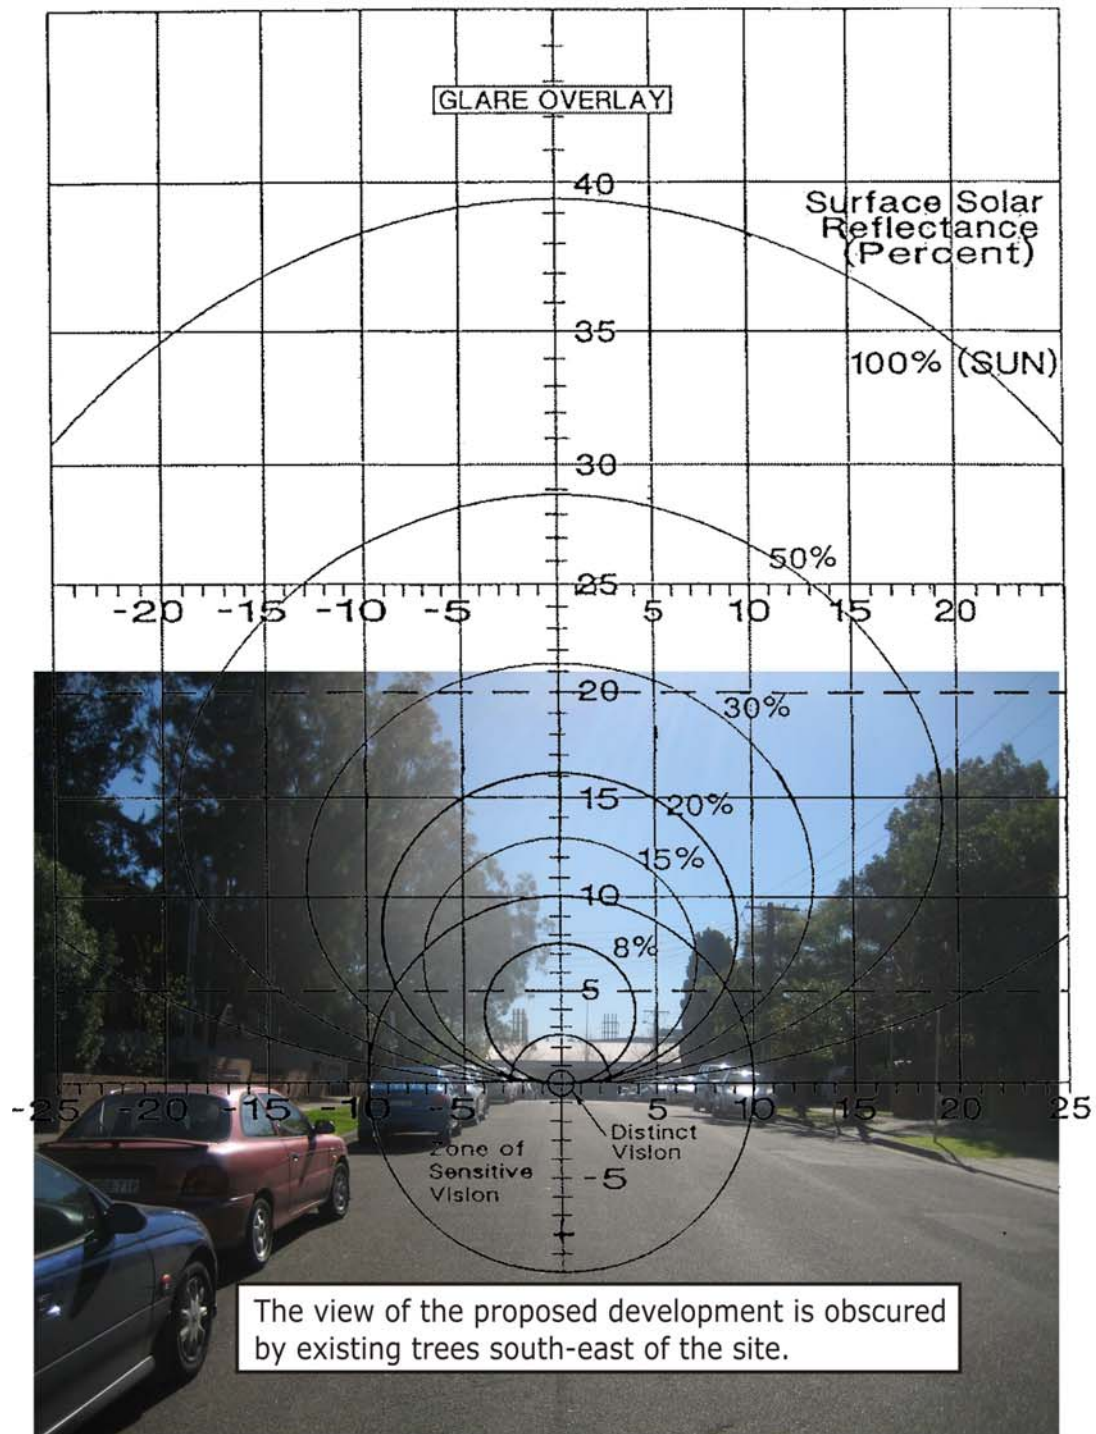 GLARE OVERLAY
40
Surface Solar
Reflectance
(Percent)
35
100% (SUN)
30
50%
25
-20 -15 -10 -5 5 10 15 20
20
30%
15
20%
15%
10
8%
5
-25 -20 -15 -10 -5 5 10 15 20 25
Distinct
Vision
Zone of
Sensitive
Vision
-5
The view of the proposed development is obscured
by existing trees south-east of the site.